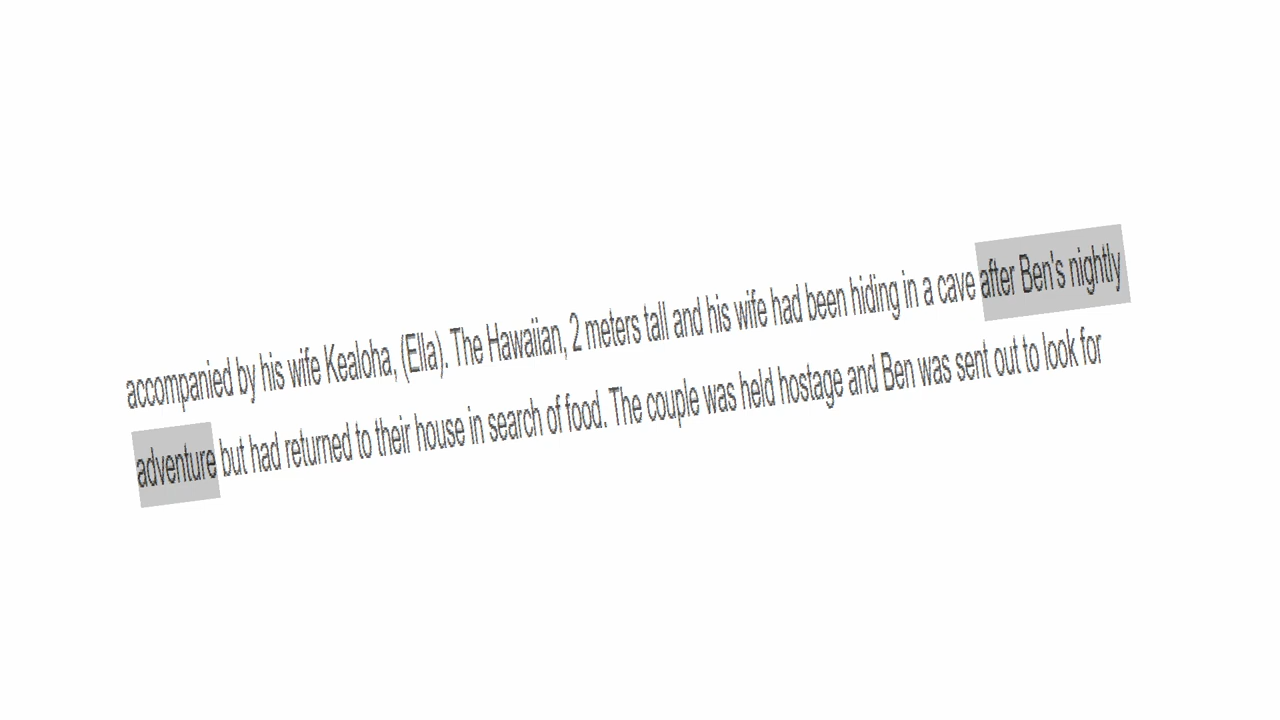 accompanied by his wife Kealoha, (Ella). The Hawaiian, 2 meters tall and his wife had been hiding in a cave after Ben's nightly
adventure but had returned to their house in search of food. The couple was held hostage and Ben was sent out to look for